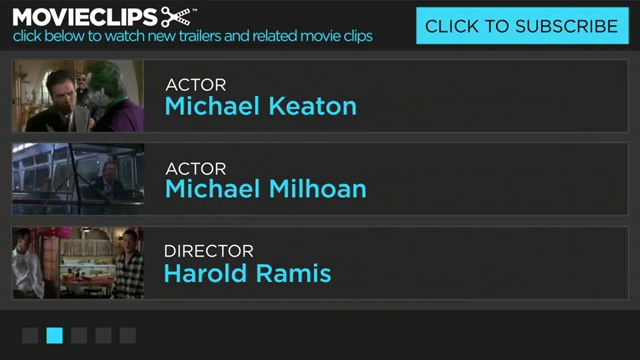 MOVIECLIPS™
click below to watch new trailers and related movie clips
CLICK TO SUBSCRIBE
ACTOR
Michael Keaton
ACTOR
Michael Milhoan
DIRECTOR
Harold Ramis